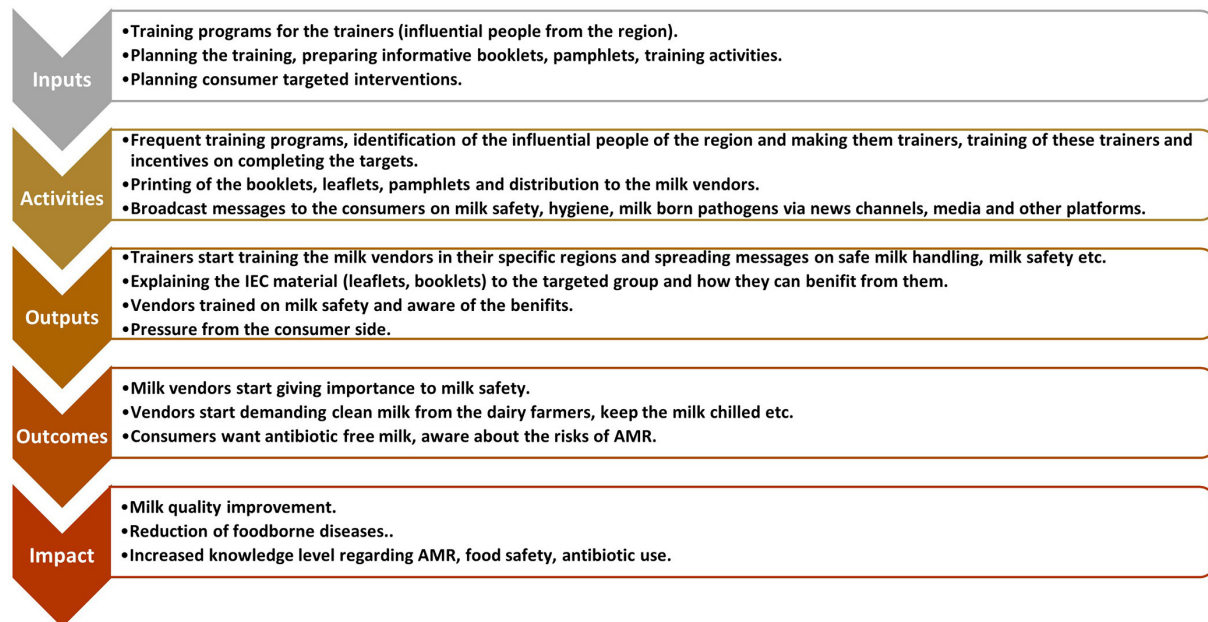 Inputs
•Training programs for the trainers (influential people from the region).
•Planning the training, preparing informative booklets, pamphlets, training activities.
•Planning consumer targeted interventions.
Activities
•Frequent training programs, identification of the influential people of the region and making them trainers, training of these trainers and
incentives on completing the targets.
•Printing of the booklets, leaflets, pamphlets and distribution to the milk vendors.
•Broadcast messages to the consumers on milk safety, hygiene, milk born pathogens via news channels, media and other platforms.
Outputs
•Trainers start training the milk vendors in their specific regions and spreading messages on safe milk handling, milk safety etc.
•Explaining the IEC material (leaflets, booklets) to the targeted group and how they can benifit from them.
•Vendors trained on milk safety and aware of the benifits.
•Pressure from the consumer side.
Outcomes
•Milk vendors start giving importance to milk safety.
•Vendors start demanding clean milk from the dairy farmers, keep the milk chilled etc.
•Consumers want antibiotic free milk, aware about the risks of AMR.
Impact
•Milk quality improvement.
•Reduction of foodborne diseases..
•Increased knowledge level regarding AMR, food safety, antibiotic use.